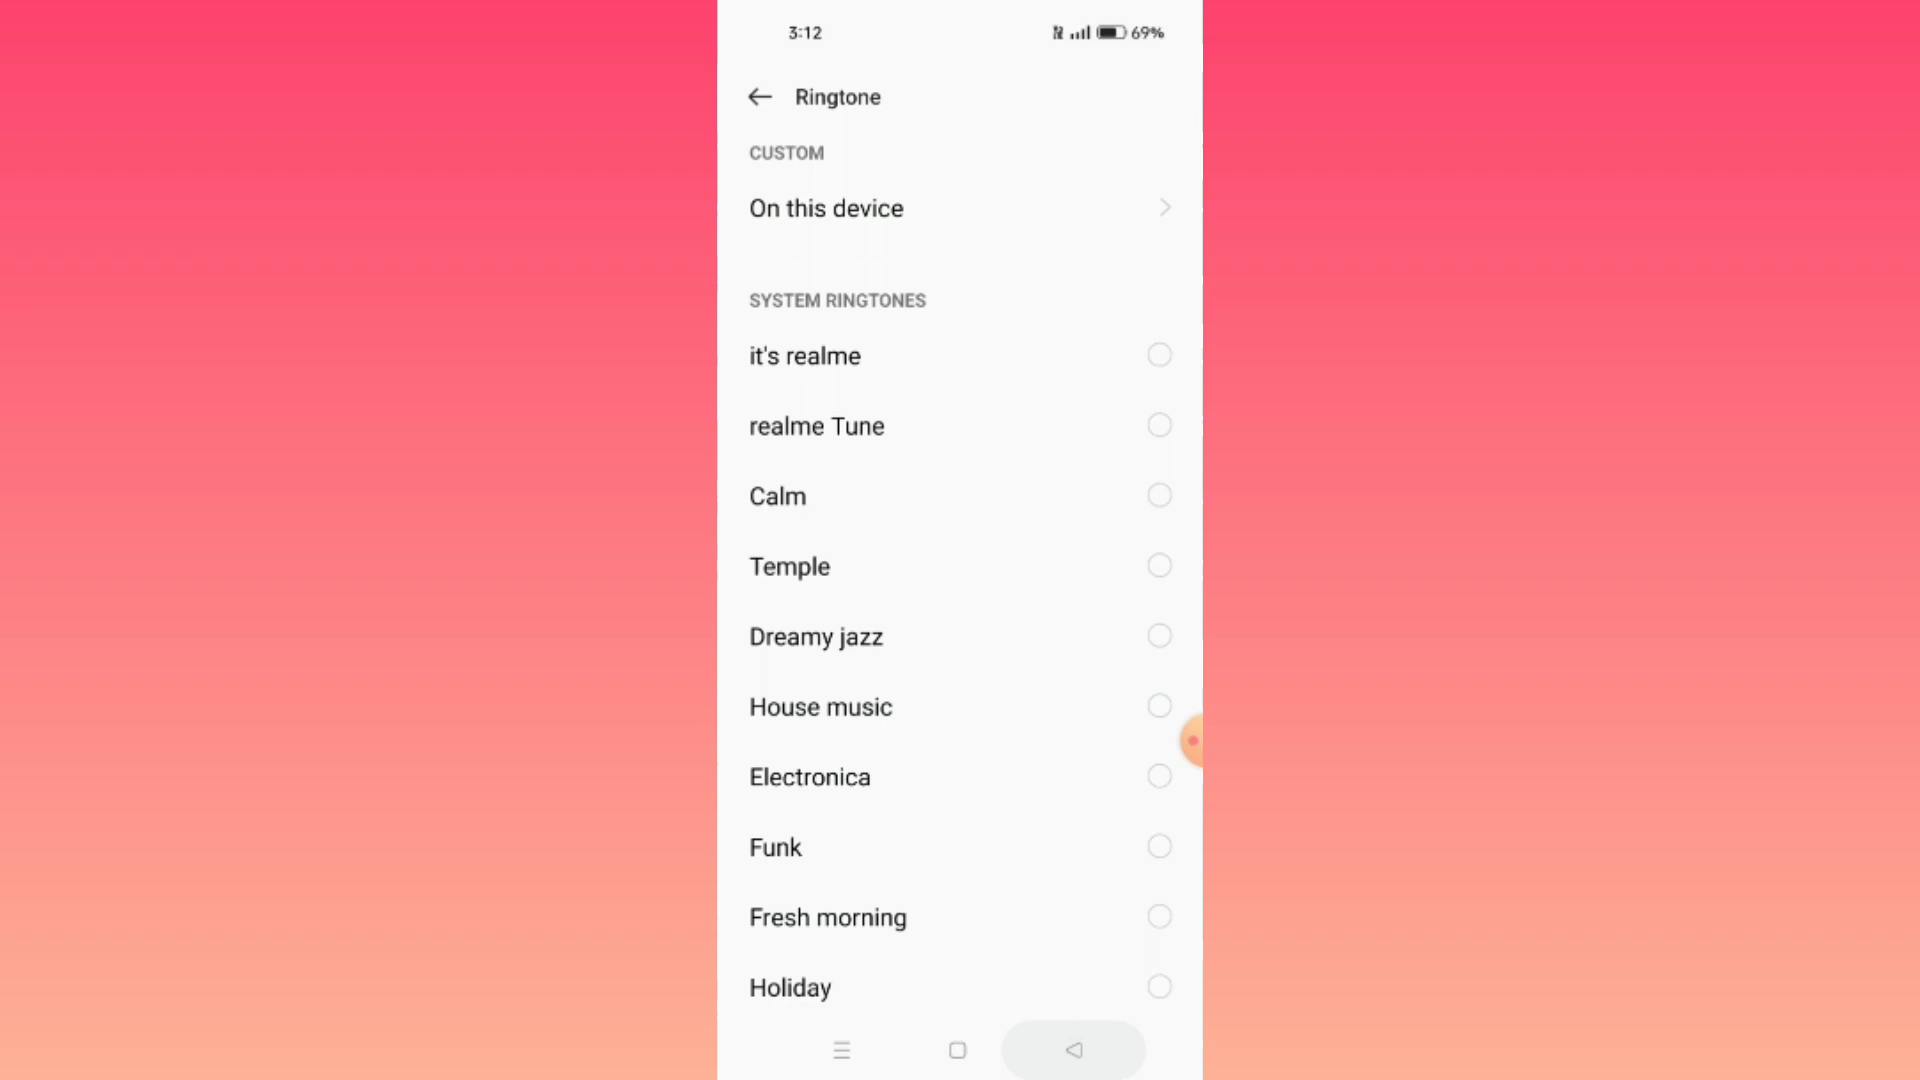 3:12
69%
Ringtone
CUSTOM
On this device
SYSTEM RINGTONES
it's realme
realme Tune
Calm
Temple
Dreamy jazz
House music
Electronica
Funk
Fresh morning
Holiday